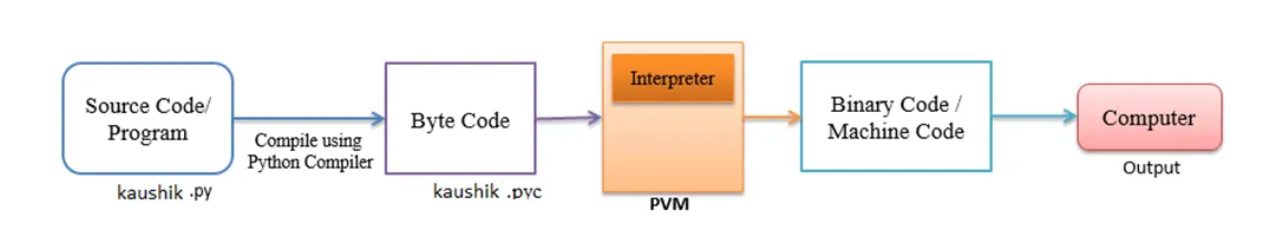 Source Code/
Program
Compile using
Python Compiler
kaushik .py
Byte Code
kaushik .pyc
Interpreter
PVM
Binary Code /
Machine Code
Computer
Output